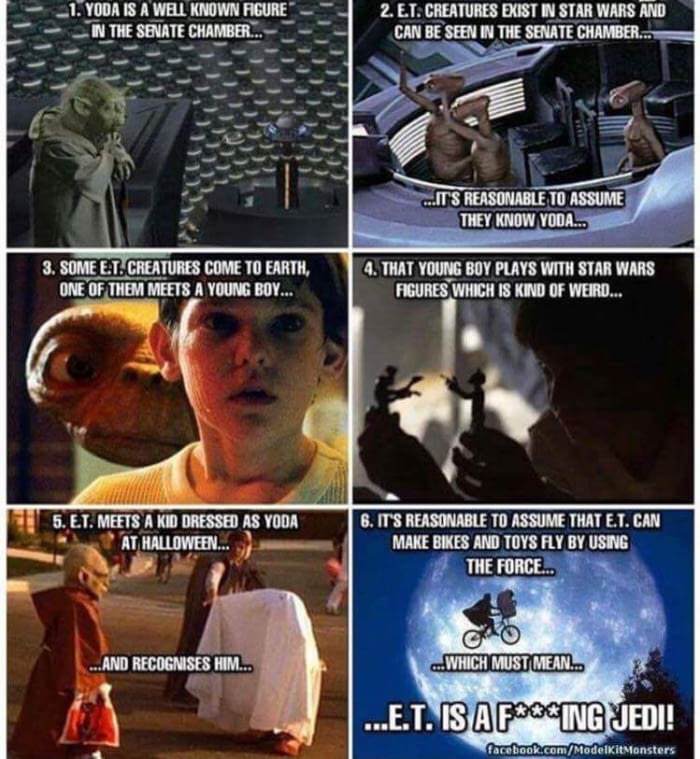 1. YODA IS A WELL KNOWN FIGURE
IN THE SENATE CHAMBER...
2. E.T. CREATURES EXIST IN STAR WARS AND
CAN BE SEEN IN THE SENATE CHAMBER...
...IT'S REASONABLE TO ASSUME
THEY KNOW YODA...
3. SOME E.T. CREATURES COME TO EARTH,
ONE OF THEM MEETS A YOUNG BOY...
4. THAT YOUNG BOY PLAYS WITH STAR WARS
FIGURES WHICH IS KIND OF WEIRD...
5. E.T. MEETS A KID DRESSED AS YODA
AT HALLOWEEN...
...AND RECOGNISES HIM...
6. IT'S REASONABLE TO ASSUME THAT E.T. CAN
MAKE BIKES AND TOYS FLY BY USING
THE FORCE...
...WHICH MUST MEAN...
...E.T. IS A F***ING JEDI!
facebook.com/ModelKitMonsters